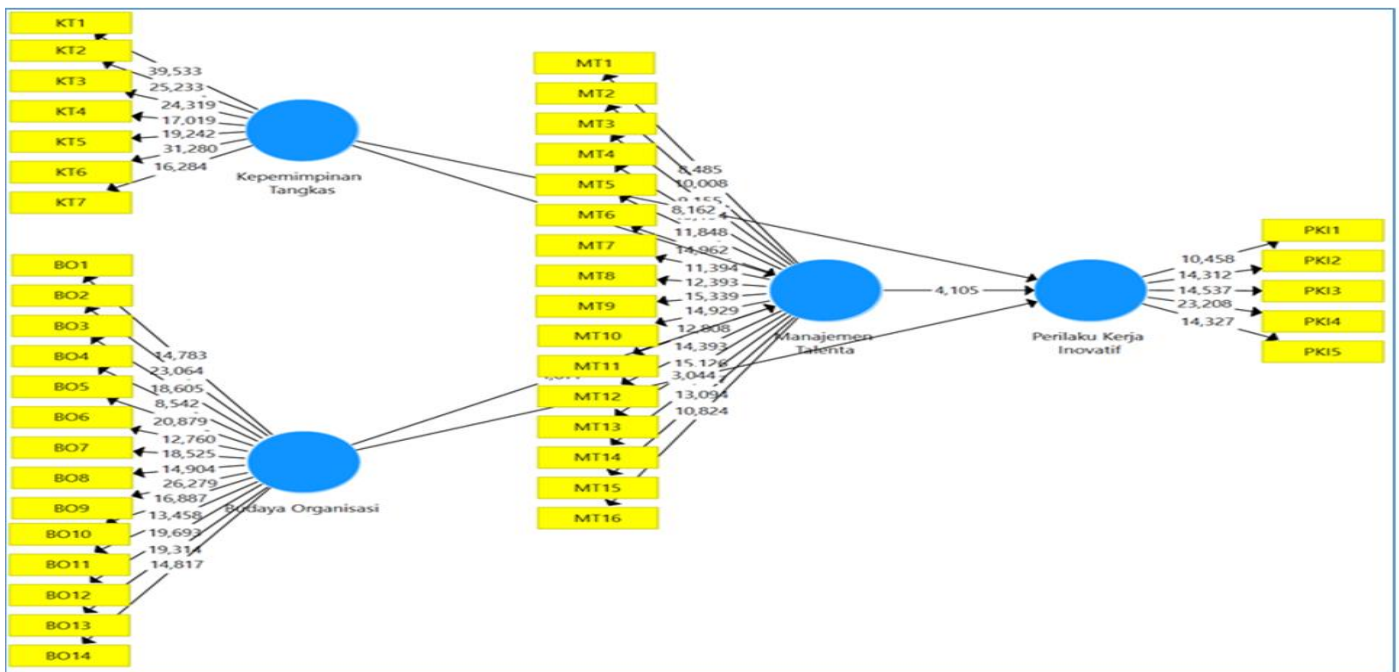 KT1
KT2
KT3
KT4
KT5
KT6
KT7
39,533
25,233
24,319
17,019
19,242
31,280
16,284
Kepemimpinan
Tangkas
BO1
BO2
BO3
BO4
BO5
BO6
BO7
BO8
BO9
BO10
BO11
BO12
BO13
BO14
14,783
23,064
18,605
8,542
20,879
12,760
18,525
14,904
26,279
16,887
13,458
19,693
19,314
14,817
Budaya Organisasi
MT1
MT2
MT3
MT4
MT5
MT6
MT7
MT8
MT9
MT10
MT11
MT12
MT13
MT14
MT15
MT16
8,485
10,008
8,162
11,848
14,962
11,394
12,393
15,339
14,929
12,808
14,393
15,126
3,044
13,094
10,824
Manajemen
Talenta
4,105
Perilaku Kerja
Inovatif
10,458
14,312
14,537
23,208
14,327
PKI1
PKI2
PKI3
PKI4
PKI5